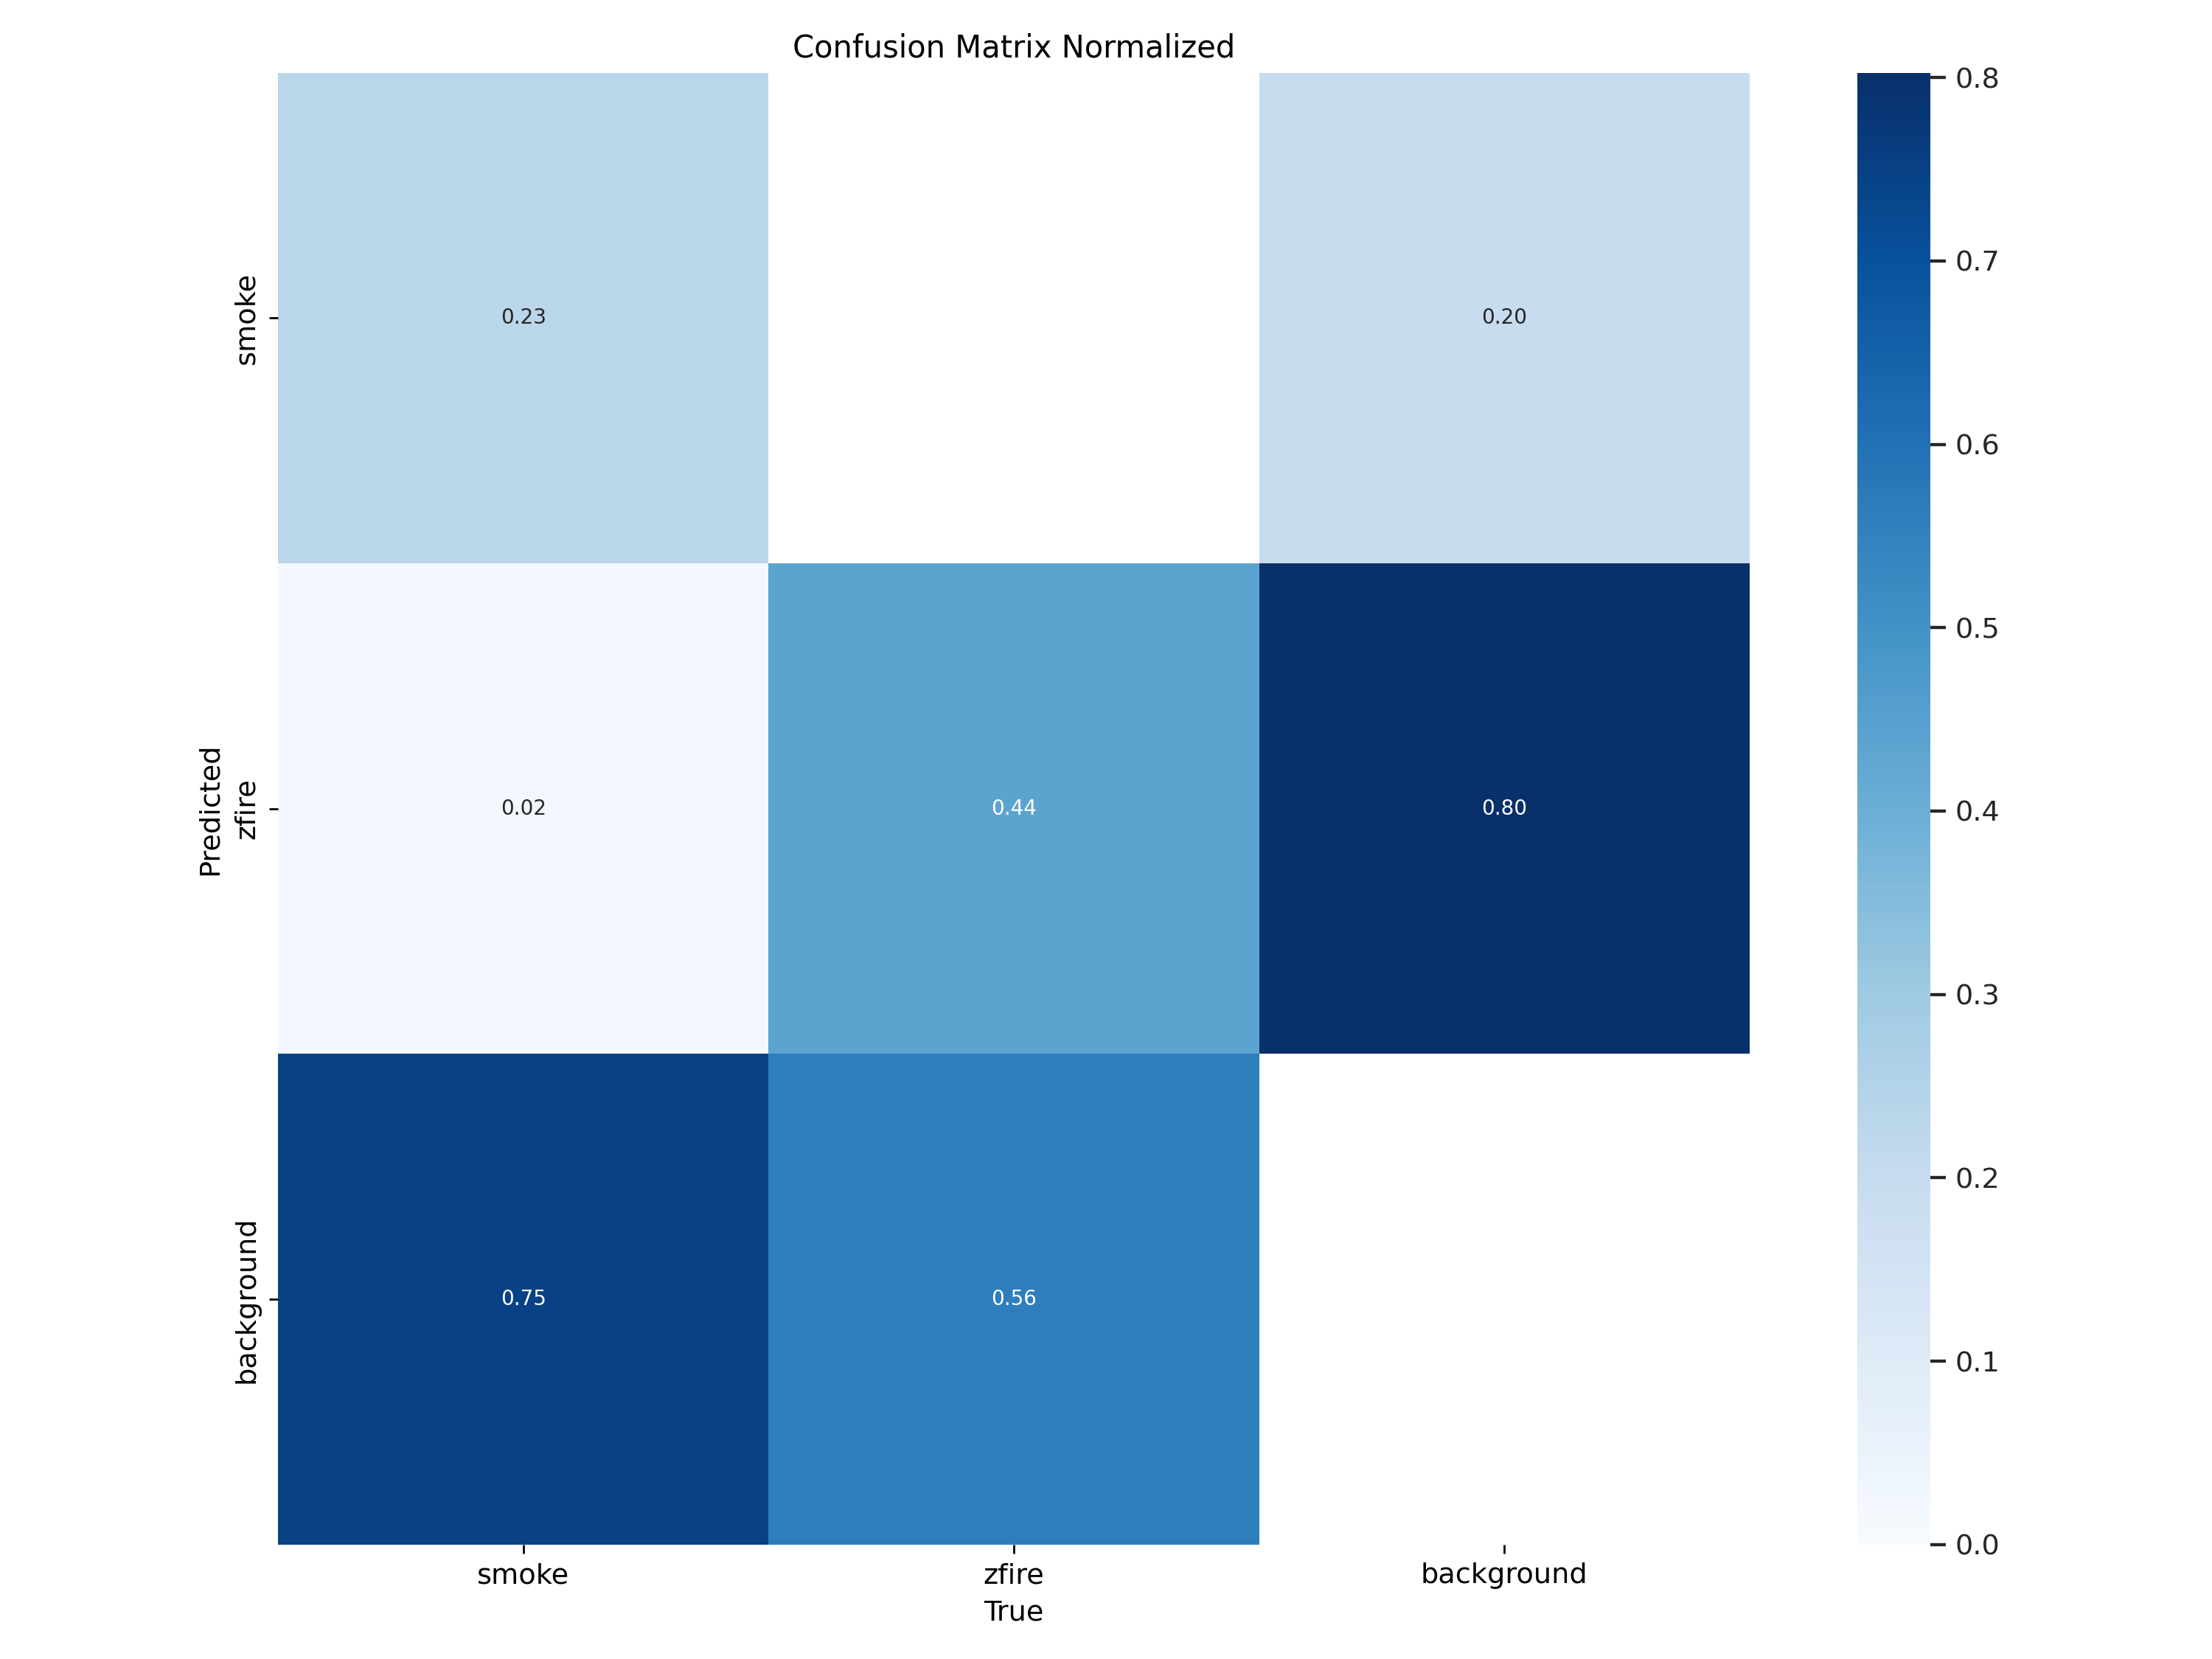 Confusion Matrix Normalized
smoke
0.23
0.20
Predicted
zfire
0.02
0.44
0.80
background
0.75
0.56
smoke
zfire
background
True
0.8
0.7
0.6
0.5
0.4
0.3
0.2
0.1
0.0